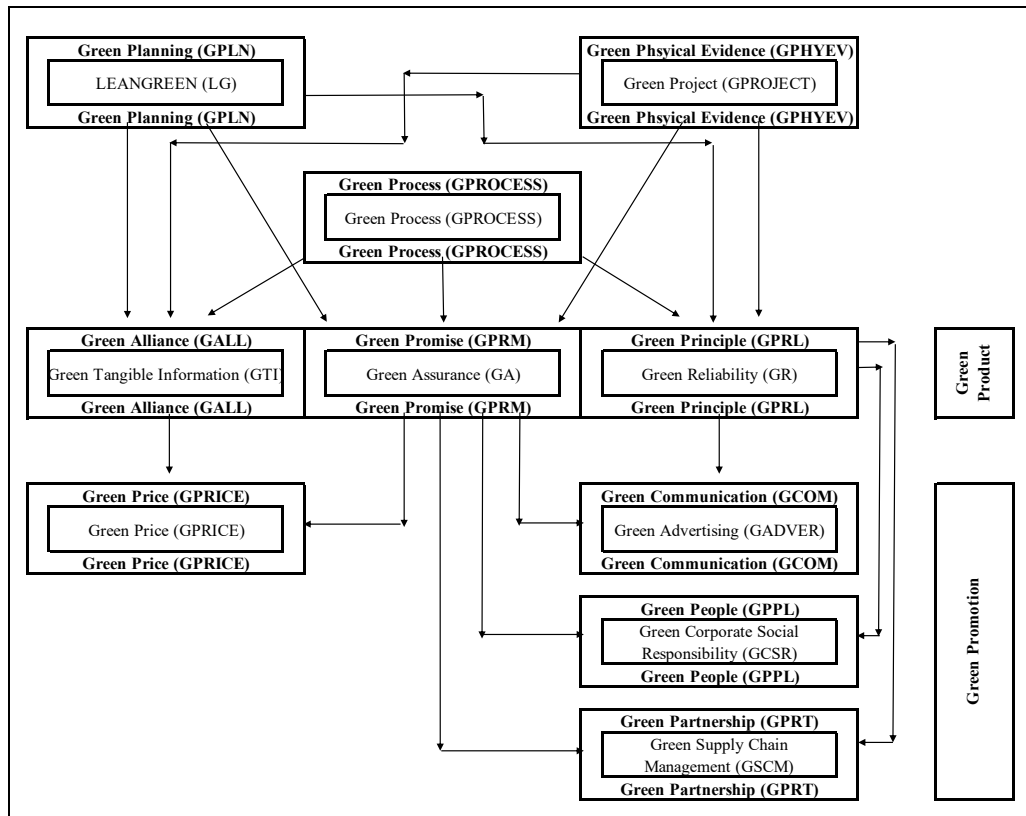 Green Planning (GPLN)
LEANGREEN (LG)
Green Planning (GPLN)
Green Phsyical Evidence (GPHYEV)
Green Project (GPROJECT)
Green Phsyical Evidence (GPHYEV)
Green Process (GPROCESS)
Green Process (GPROCESS)
Green Process (GPROCESS)
Green Alliance (GALL)
Green Tangible Information (GTI)
Green Alliance (GALL)
Green Promise (GPRM)
Green Assurance (GA)
Green Promise (GPRM)
Green Principle (GPRL)
Green Reliability (GR)
Green Principle (GPRL)
Green
Product
Green Price (GPRICE)
Green Price (GPRICE)
Green Price (GPRICE)
Green Communication (GCOM)
Green Advertising (GADVER)
Green Communication (GCOM)
Green People (GPPL)
Green Corporate Social
Responsibility (GCSR)
Green People (GPPL)
Green Partnership (GPRT)
Green Supply Chain
Management (GSCM)
Green Partnership (GPRT)
Green Promotion